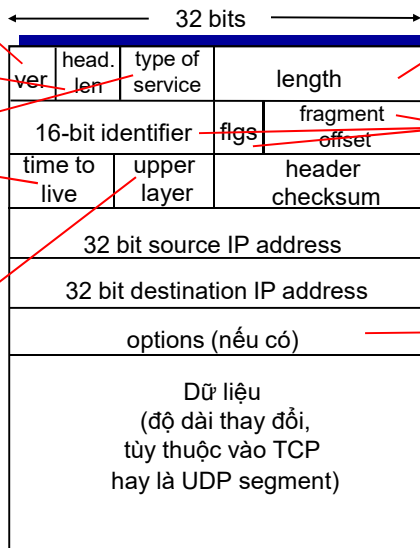 32 bits
ver
head.
len
type of
service
length
16-bit identifier
flgs
fragment
offset
time to
live
upper
layer
header
checksum
32 bit source IP address
32 bit destination IP address
options (nếu có)
Dữ liệu
(độ dài thay đổi,
tùy thuộc vào TCP
hay là UDP segment)